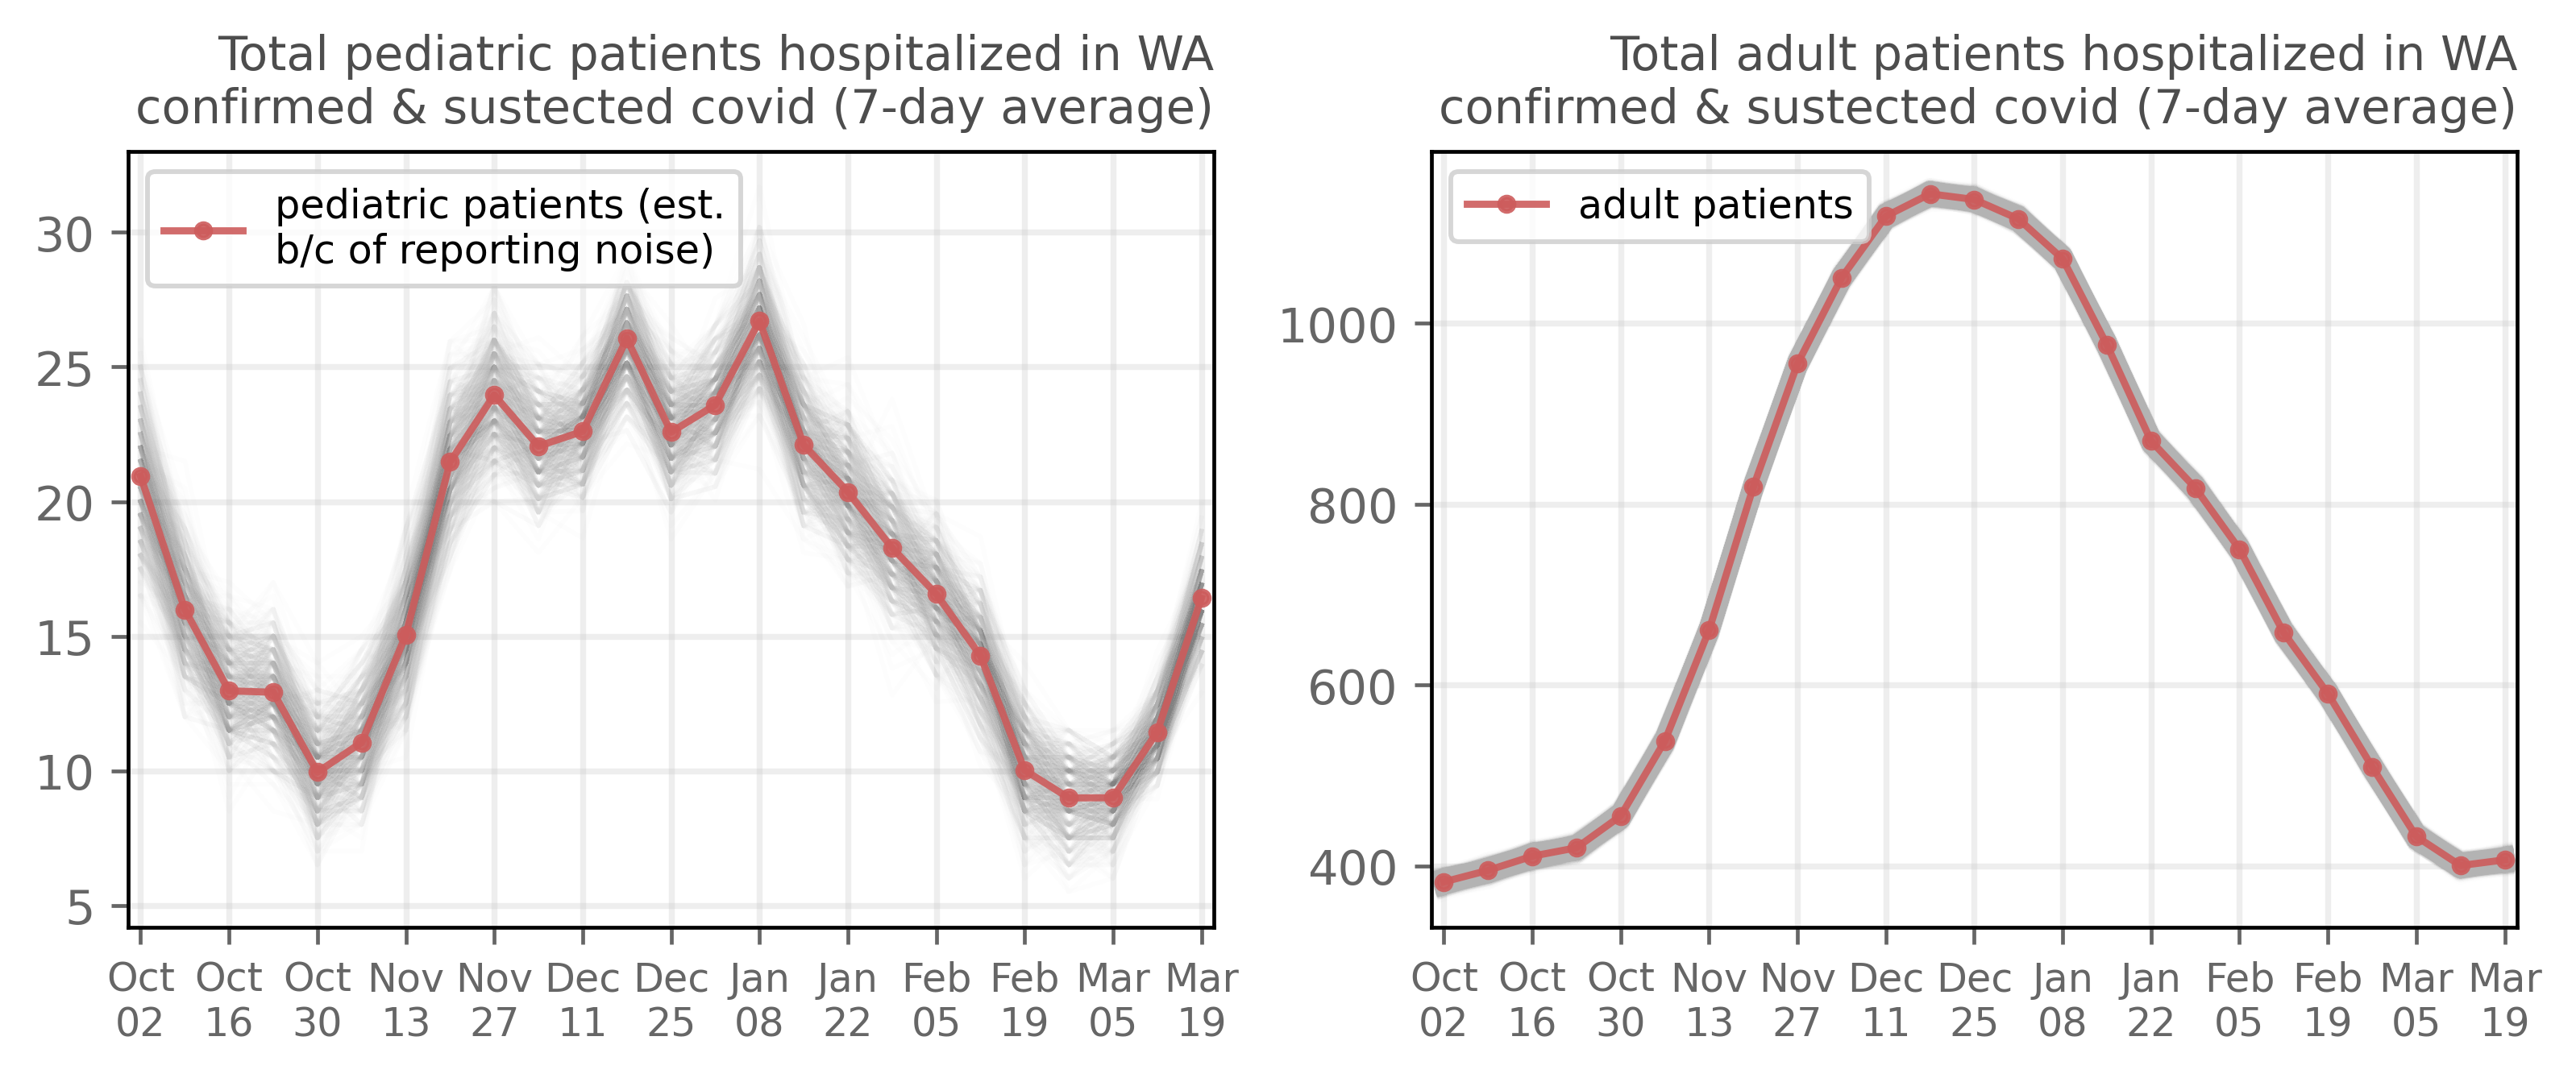 Total pediatric patients hospitalized in WA
confirmed & sustected covid (7-day average)
pediatric patients (est.
b/c of reporting noise)
30
25
20
15
10
5
Oct Oct Oct Nov Nov Dec Dec Jan Jan Feb Feb Mar Mar
02 16 30 13 27 11 25 08 22 05 19 05 19
Total adult patients hospitalized in WA
confirmed & sustected covid (7-day average)
adult patients
1000
800
600
400
Oct Oct Oct Nov Nov Dec Dec Jan Jan Feb Feb Mar Mar
02 16 30 13 27 11 25 08 22 05 19 05 19